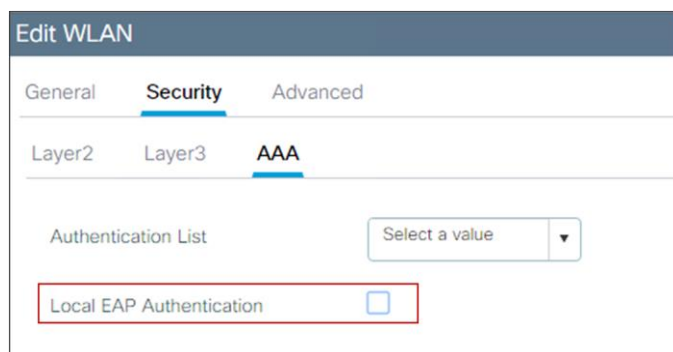 Edit WLAN
General Security Advanced
Layer2 Layer3 AAA
Authentication List Select a value
Local EAP Authentication